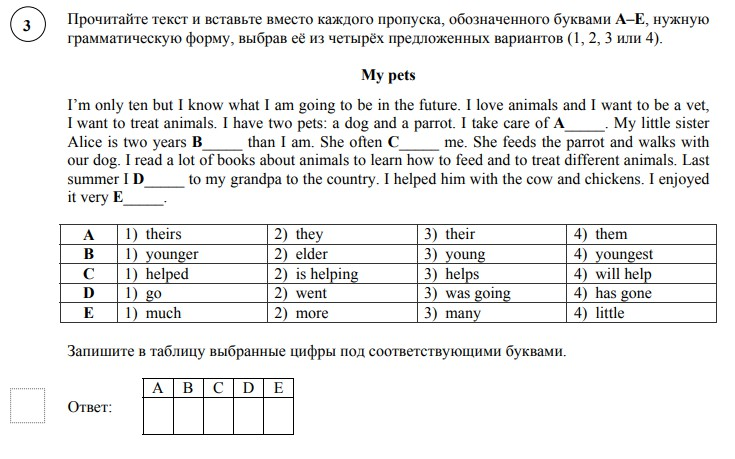 3
Прочитайте текст и вставьте вместо каждого пропуска, обозначенного буквами А–Е, нужную
грамматическую форму, выбрав её из четырёх предложенных вариантов (1, 2, 3 или 4).
My pets
I’m only ten but I know what I am going to be in the future. I love animals and I want to be a vet,
I want to treat animals. I have two pets: a dog and a parrot. I take care of A_____. My little sister
Alice is two years B_____ than I am. She often C_____ me. She feeds the parrot and walks with
our dog. I read a lot of books about animals to learn how to feed and to treat different animals. Last
summer I D_____ to my grandpa to the country. I helped him with the cow and chickens. I enjoyed
it very E_____.
A 1) theirs 2) they 3) their 4) them
B 1) younger 2) elder 3) young 4) youngest
C 1) helped 2) is helping 3) helps 4) will help
D 1) go 2) went 3) was going 4) has gone
E 1) much 2) more 3) many 4) little
Запишите в таблицу выбранные цифры под соответствующими буквами.
A B C D E
Ответ: